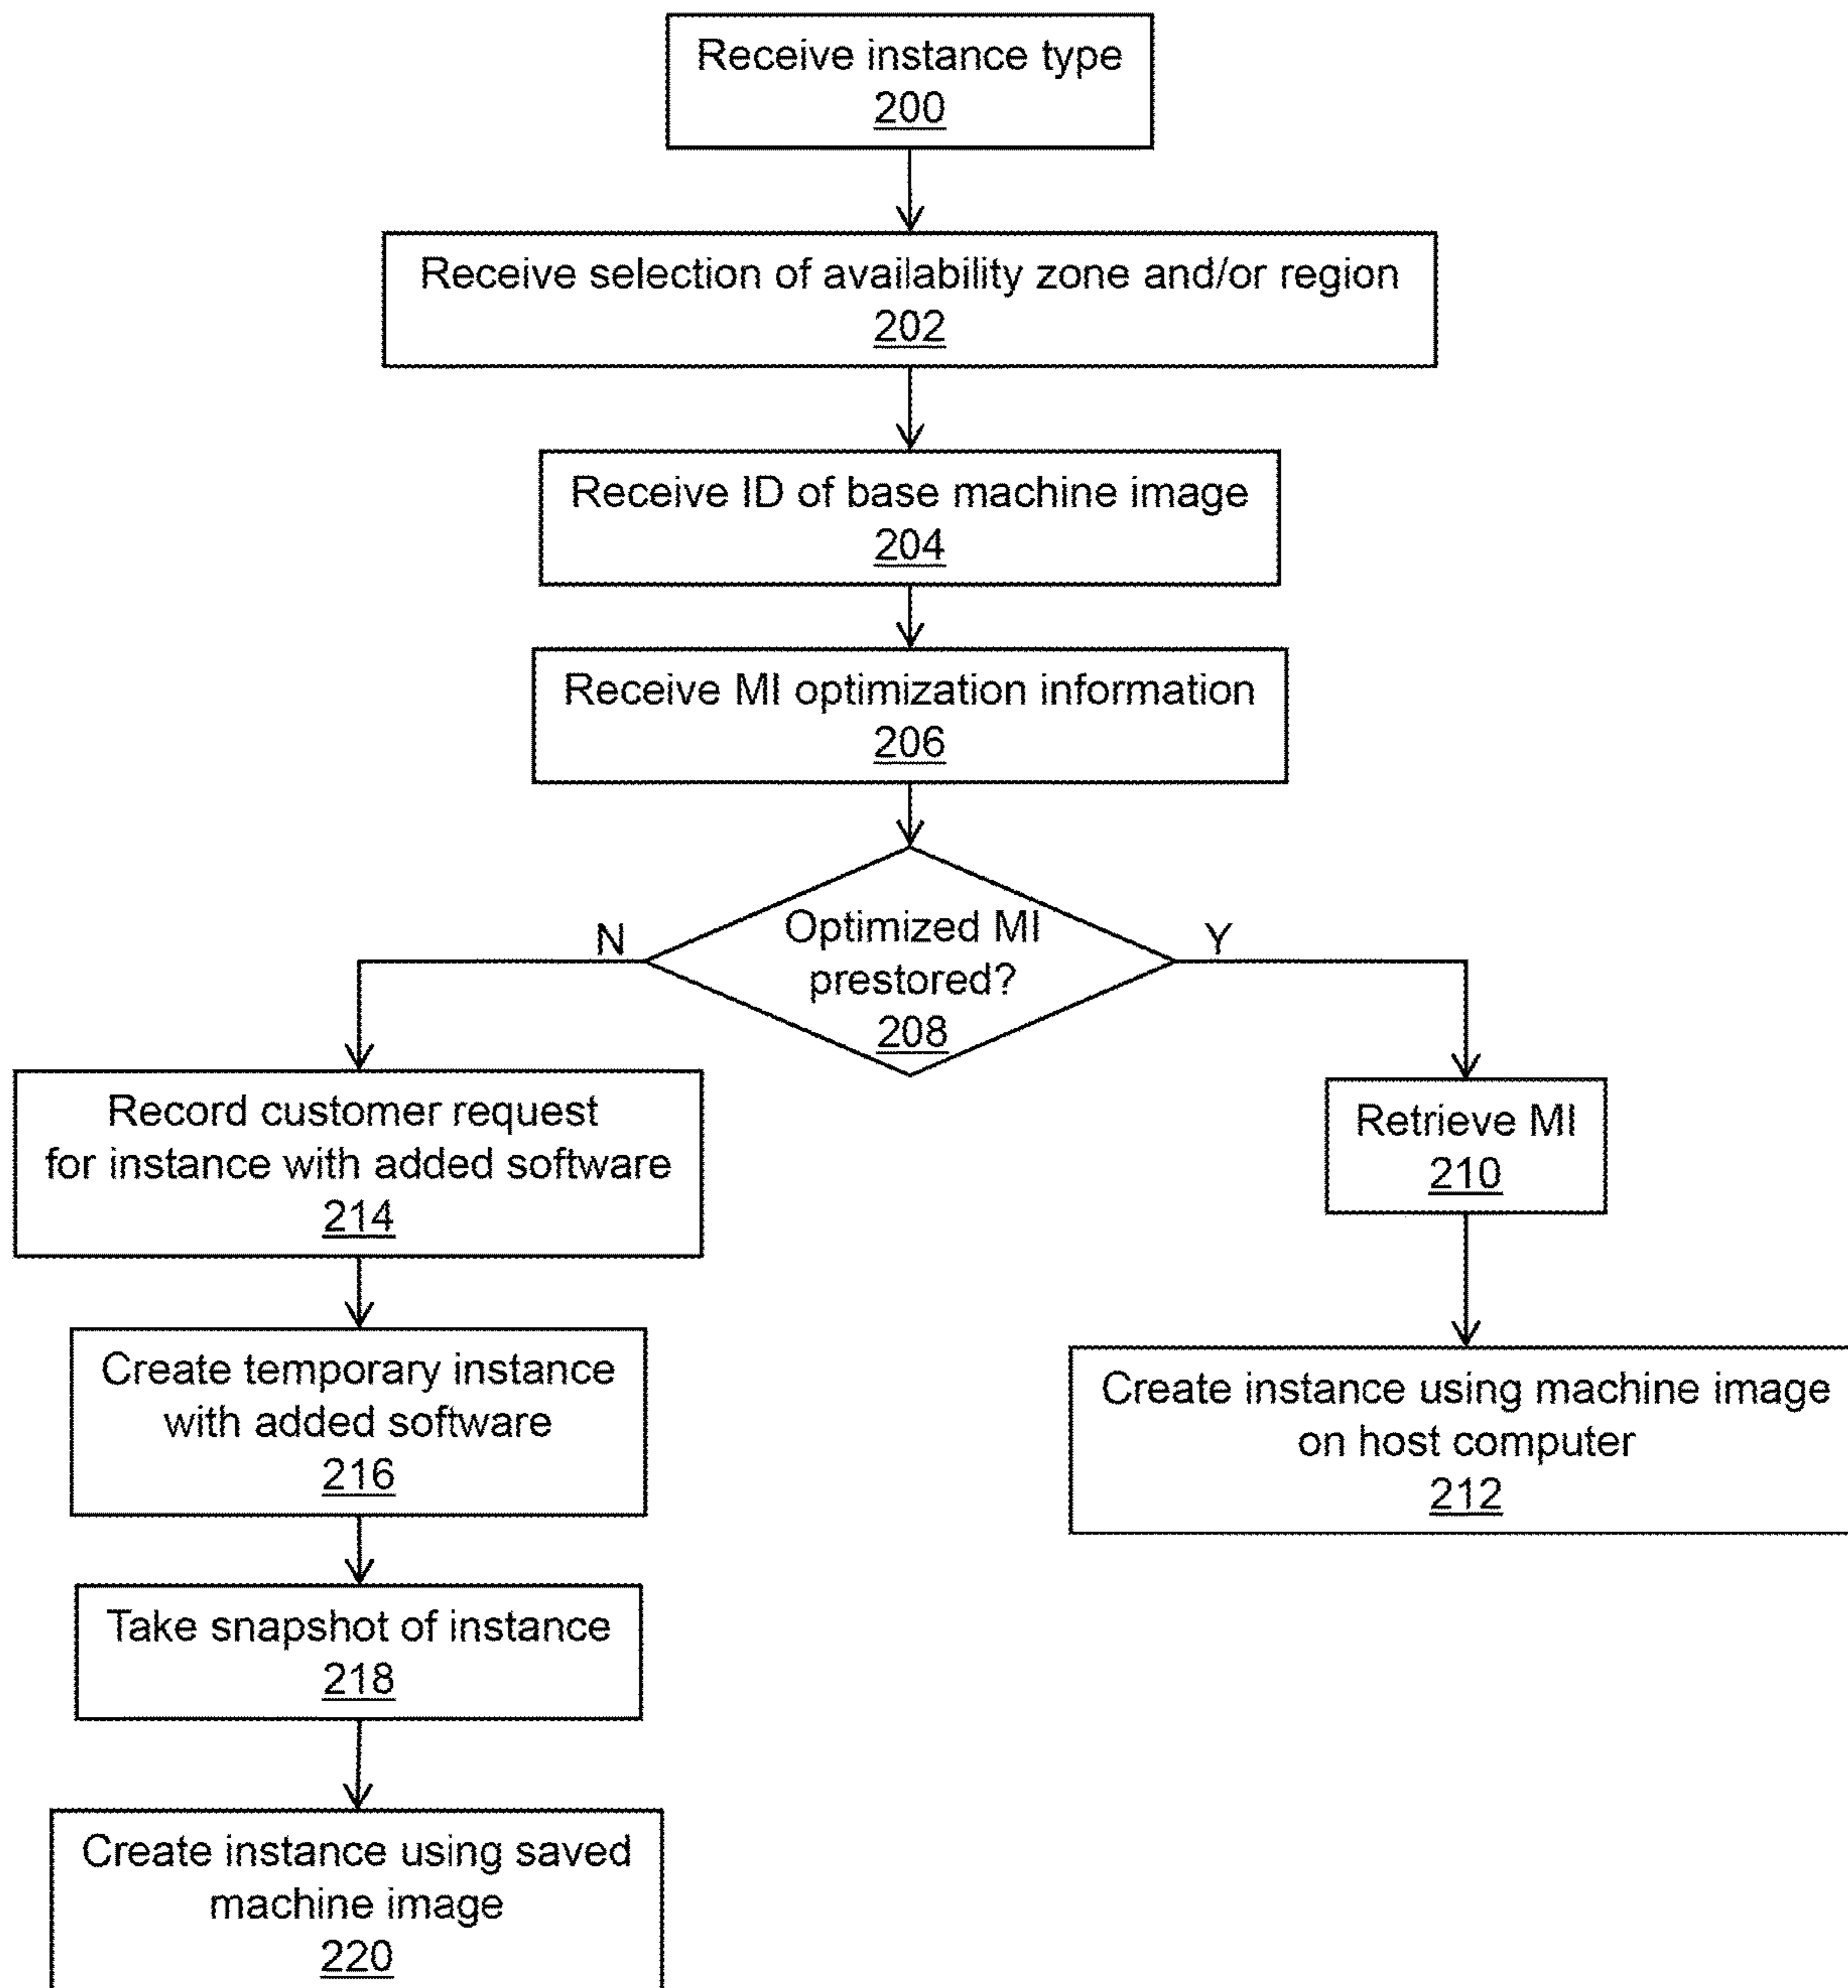 Receive instance type
200
Receive selection of availability zone and/or region
202
Receive ID of base machine image
204
Receive MI optimization information
206
Optimized MI
prestored?
208
N
Y
Record customer request
for instance with added software
214
Create temporary instance
with added software
216
Take snapshot of instance
218
Create instance using saved
machine image
220
Retrieve MI
210
Create instance using machine image
on host computer
212